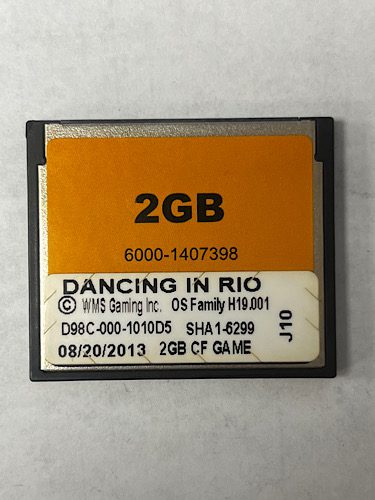 2GB
6000-1407398
DANCING IN RIO
© WMS Gaming Inc. OS Family H19.001
D98C-000-1010D5 SHA1-6299
08/20/2013 2GB CF GAME
J10